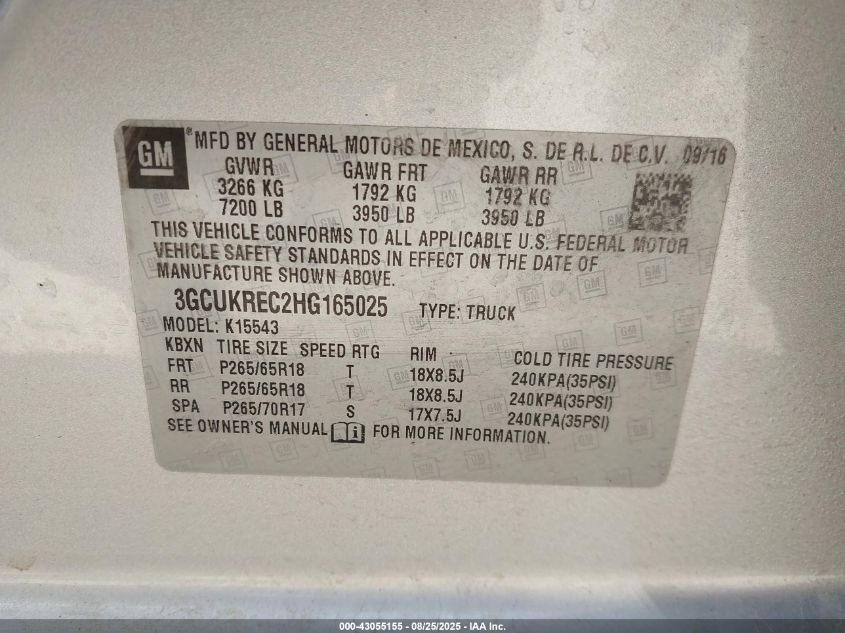 GM
® MFD BY GENERAL MOTORS DE MEXICO, S. DE R.L. DE C.V. 09/16
GVWR GAWR FRT GAWR RR
3266 KG 1792 KG 1792 KG
7200 LB 3950 LB 3950 LB
THIS VEHICLE CONFORMS TO ALL APPLICABLE U.S. FEDERAL MOTOR
VEHICLE SAFETY STANDARDS IN EFFECT ON THE DATE OF
MANUFACTURE SHOWN ABOVE.
3GCUKREC2HG165025 TYPE: TRUCK
MODEL: K15543
KBXN TIRE SIZE SPEED RTG RIM COLD TIRE PRESSURE
FRT P265/65R18 T 18X8.5J 240KPA(35PSI)
RR P265/65R18 T 18X8.5J 240KPA(35PSI)
SPA P265/70R17 S 17X7.5J 240KPA(35PSI)
SEE OWNER'S MANUAL FOR MORE INFORMATION.
000-43055155 - 08/25/2025 - IAA Inc.